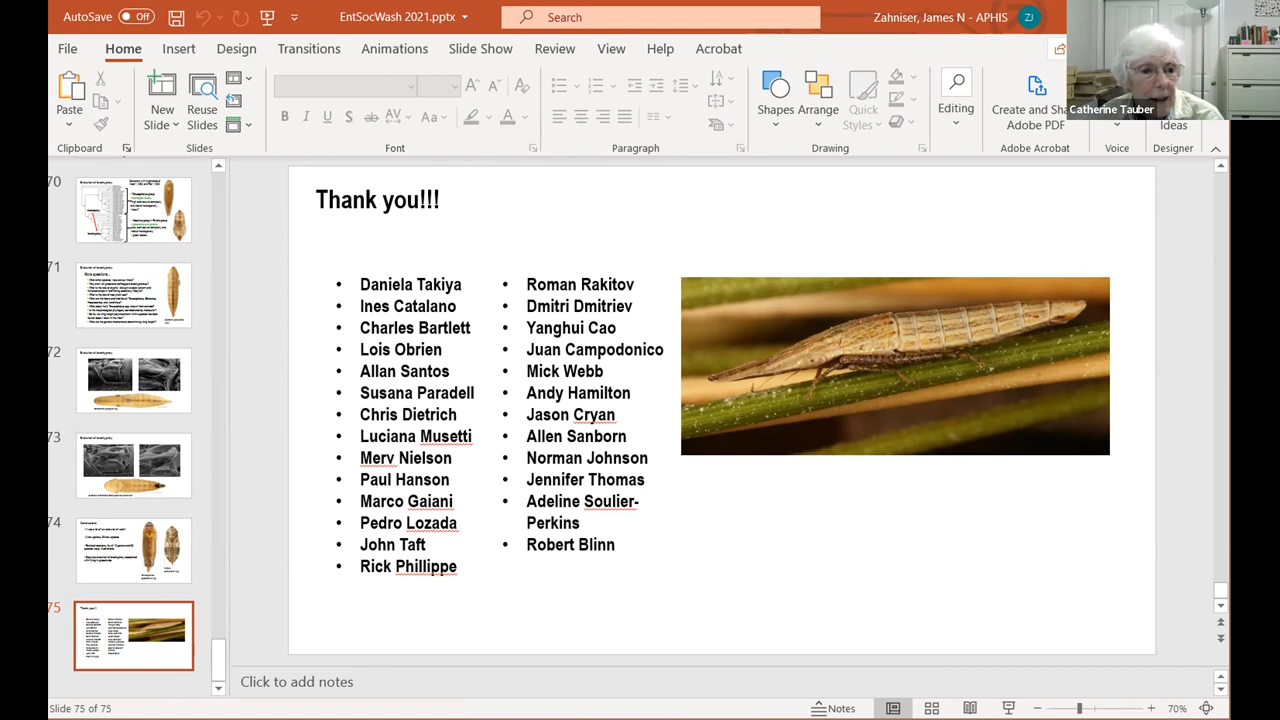 AutoSave Off EntSocWash 2021.pptx Search Zahniser, James N - APHIS ZJ
File Home Insert Design Transitions Animations Slide Show Review View Help Acrobat
Paste New Slide Reuse Slides Shapes Arrange Quick Styles Editing Create and Sha Adobe PDF Ideas
Catherine Tauber
Clipboard Slides Font Paragraph Drawing Adobe Acrobat Voice Designer
70
71
72
73
74
75
Thank you!!!
• Daniela Takiya
• Ines Catalano
• Charles Bartlett
• Lois Obrien
• Allan Santos
• Susana Paradell
• Chris Dietrich
• Luciana Musetti
• Merv Nielson
• Paul Hanson
• Marco Gaiani
• Pedro Lozada
• John Taft
• Rick Phillippe
• Roman Rakitov
• Dmitri Dmitriev
• Yanghui Cao
• Juan Campodonico
• Mick Webb
• Andy Hamilton
• Jason Cryan
• Allen Sanborn
• Norman Johnson
• Jennifer Thomas
• Adeline Soulier-
Perkins
• Robert Blinn
Click to add notes
Slide 75 of 75 Notes 70%